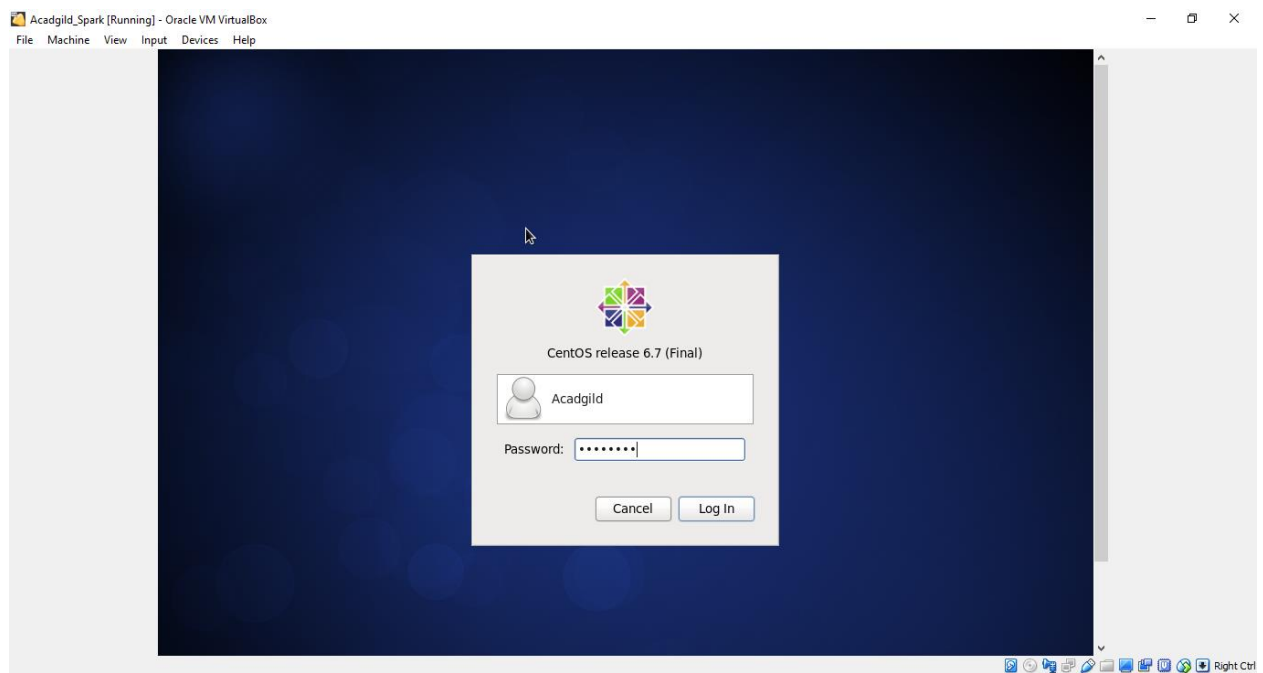 Acadgild_Spark [Running] - Oracle VM VirtualBox
File Machine View Input Devices Help
CentOS release 6.7 (Final)
Acadgild
Password: ••••••••
Cancel Log In
Right Ctrl